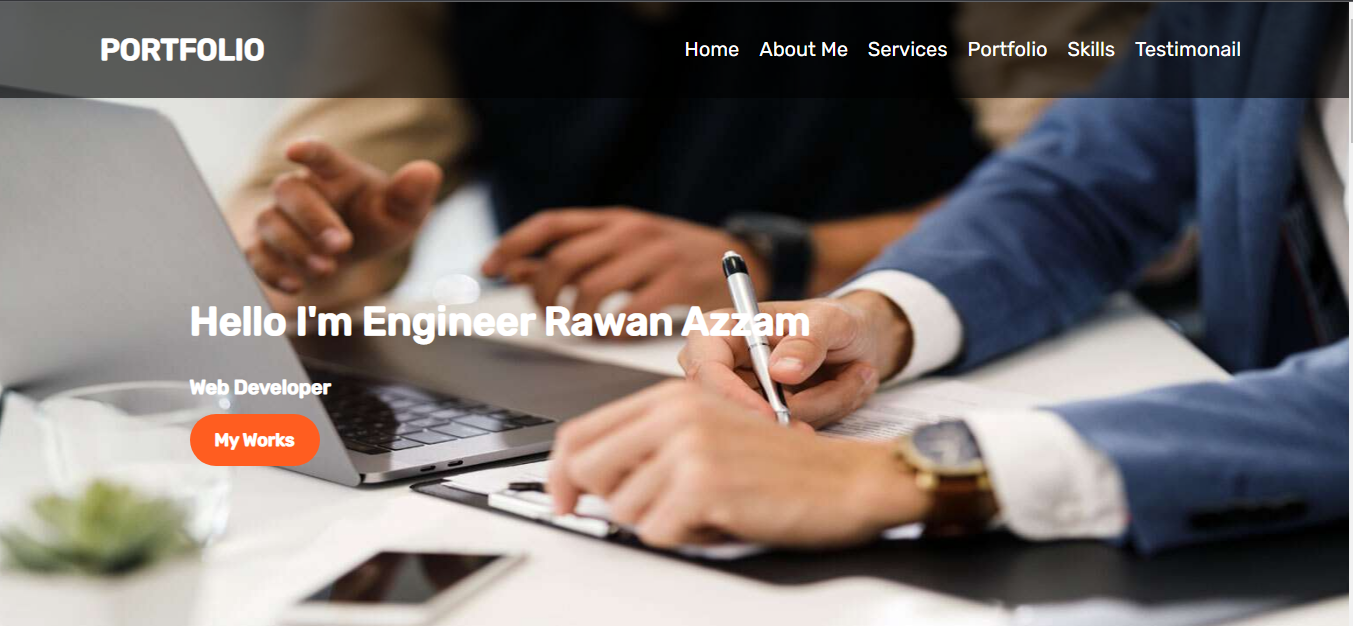 PORTFOLIO
Home About Me Services Portfolio Skills Testimonail
Hello I'm Engineer Rawan Azzam
Web Developer
My Works